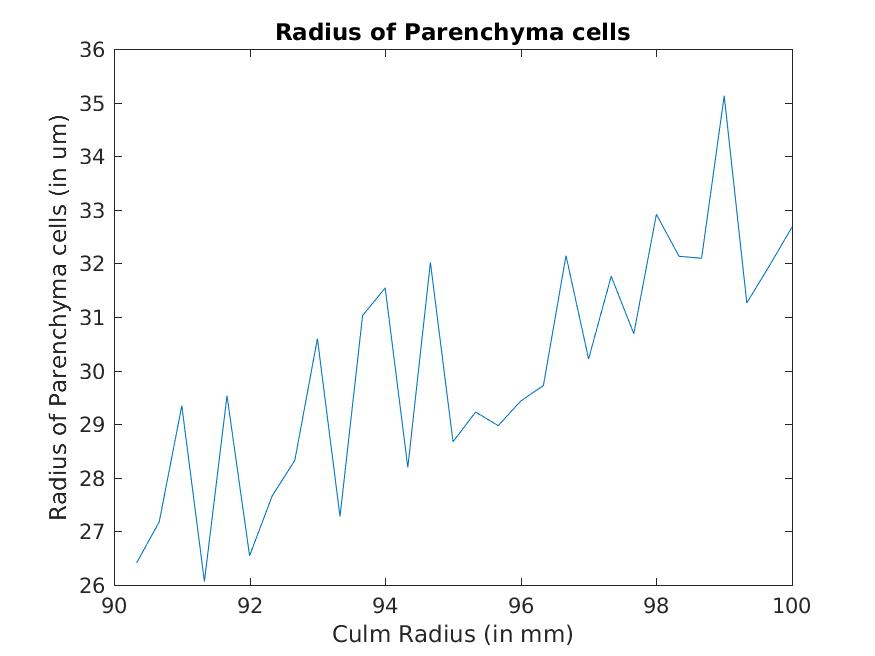 Radius of Parenchyma cells
36
35
34
33
32
31
30
29
28
27
26
Radius of Parenchyma cells (in um)
90 92 94 96 98 100
Culm Radius (in mm)